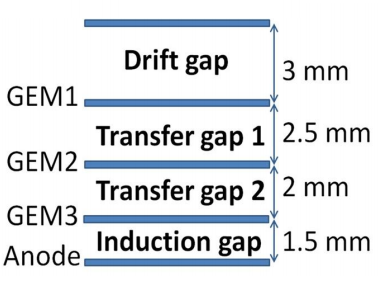 Drift gap
3 mm
GEM1
Transfer gap 1
2.5 mm
GEM2
Transfer gap 2
2 mm
GEM3
Induction gap
1.5 mm
Anode